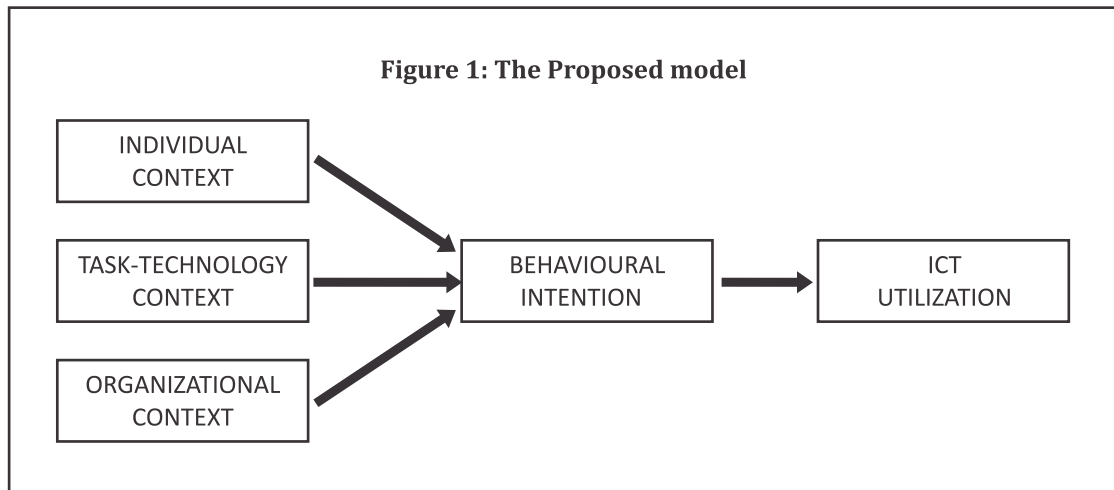 Figure 1: The Proposed model
INDIVIDUAL
CONTEXT
TASK-TECHNOLOGY
CONTEXT
ORGANIZATIONAL
CONTEXT
BEHAVIOURAL
INTENTION
ICT
UTILIZATION